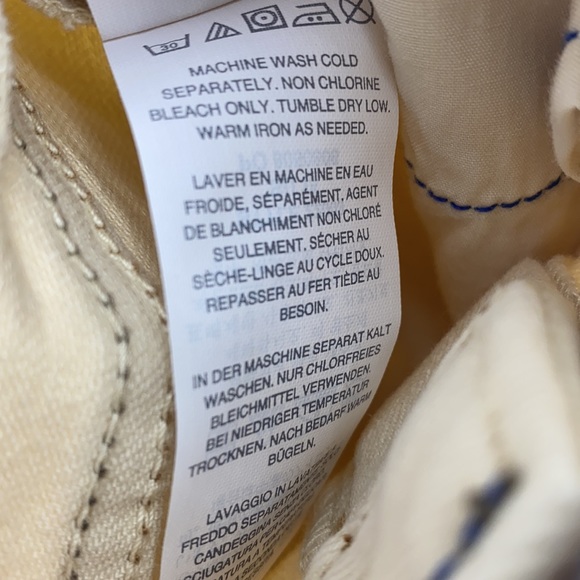 30
MACHINE WASH COLD
SEPARATELY. NON CHLORINE
BLEACH ONLY. TUMBLE DRY LOW.
WARM IRON AS NEEDED.
LAVER EN MACHINE EN EAU
FROIDE, SÉPARÉMENT, AGENT
DE BLANCHIMENT NON CHLORÉ
SEULEMENT. SÉCHER AU
SÈCHE-LINGE AU CYCLE DOUX.
REPASSER AU FER TIÈDE AU
BESOIN.
IN DER MASCHINE SEPARAT KALT
WASCHEN. NUR CHLORFREIES
BLEICHMITTEL VERWENDEN.
BEI NIEDRIGER TEMPERATUR
TROCKNEN. NACH BEDARF WARM
BÜGELN.
LAVAGGIO IN
FREDDO
CANDEGGINA